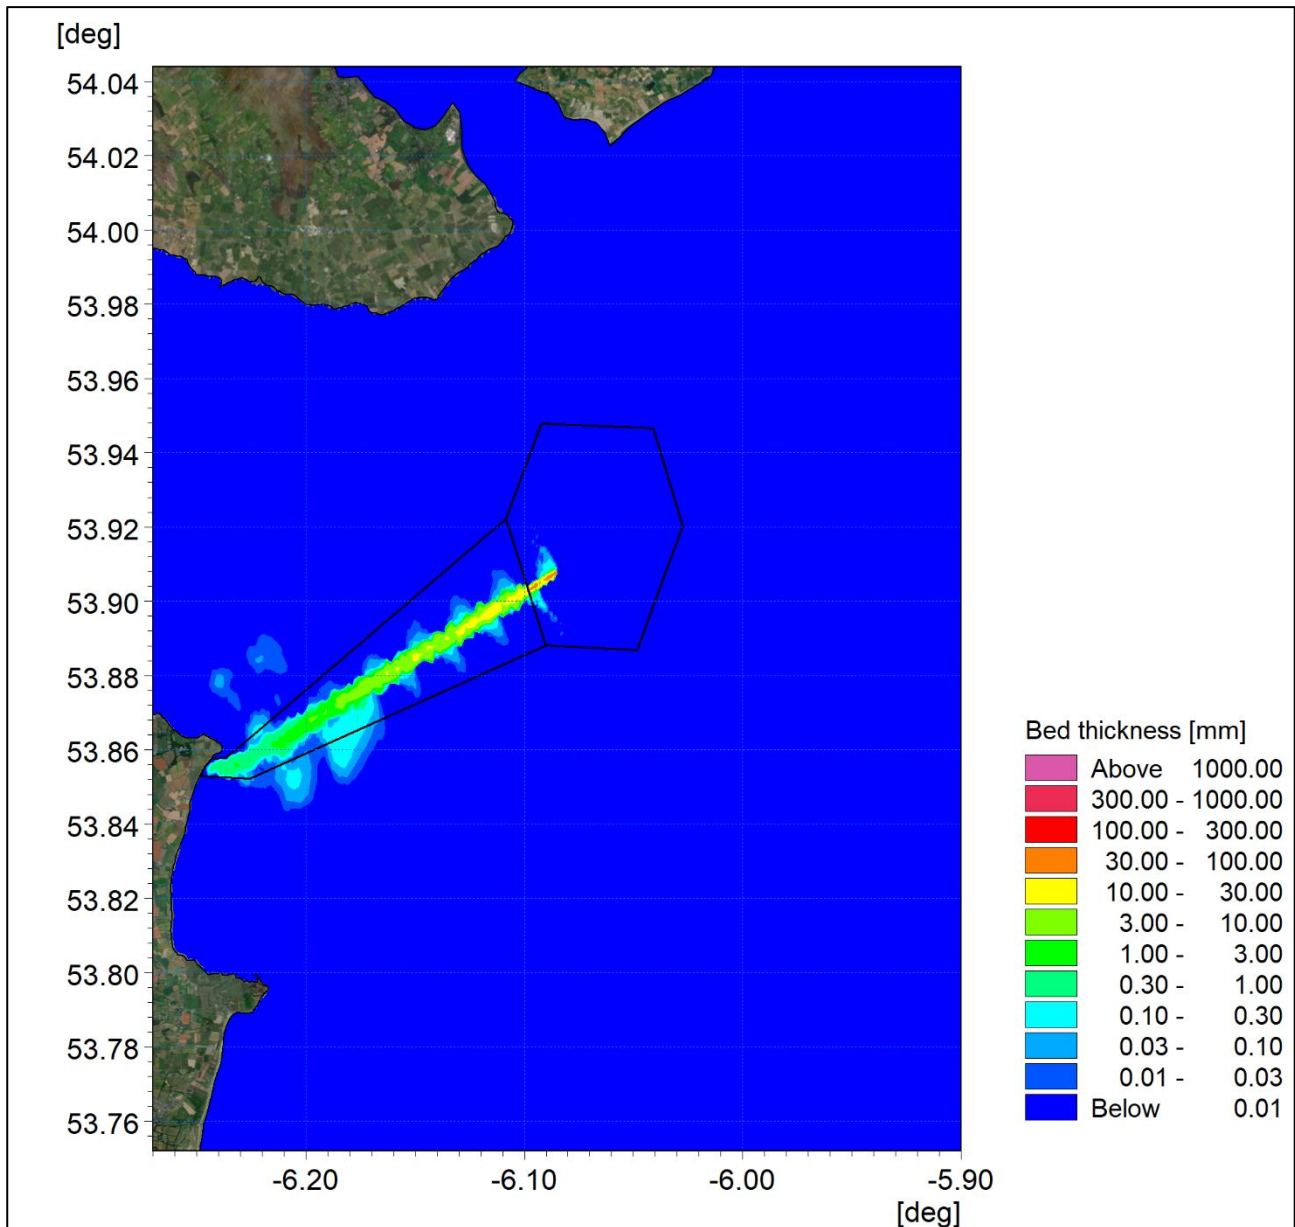 [deg]
54.04
54.02
54.00
53.98
53.96
53.94
53.92
53.90
53.88
53.86
53.84
53.82
53.80
53.78
53.76
-6.20 -6.10 -6.00 -5.90
[deg]
Bed thickness [mm]
Above 1000.00
300.00 - 1000.00
100.00 - 300.00
30.00 - 100.00
10.00 - 30.00
3.00 - 10.00
1.00 - 3.00
0.30 - 1.00
0.10 - 0.30
0.03 - 0.10
0.01 - 0.03
Below 0.01